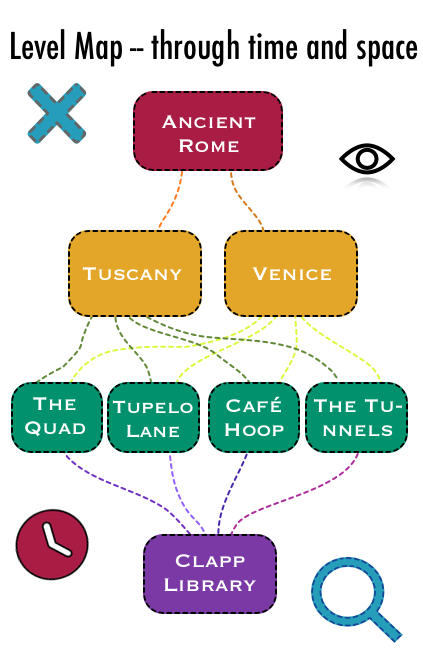 Level Map -- through time and space
Ancient
Rome
Tuscany
Venice
The
Quad
Tupelo
Lane
Café
Hoop
The Tu-
nnels
Clapp
Library